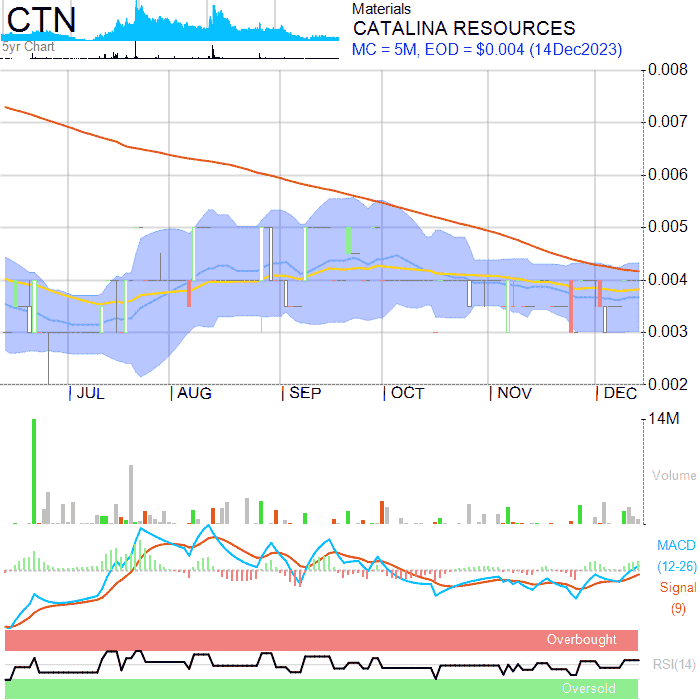 CTN
5yr Chart
Materials
CATALINA RESOURCES
MC = 5M, EOD = $0.004 (14Dec2023)
0.008
0.007
0.006
0.005
0.004
0.003
0.002
JUL AUG SEP OCT NOV DEC
14M
Volume
MACD
(12-26)
Signal
(9)
Overbought
RSI(14)
Oversold